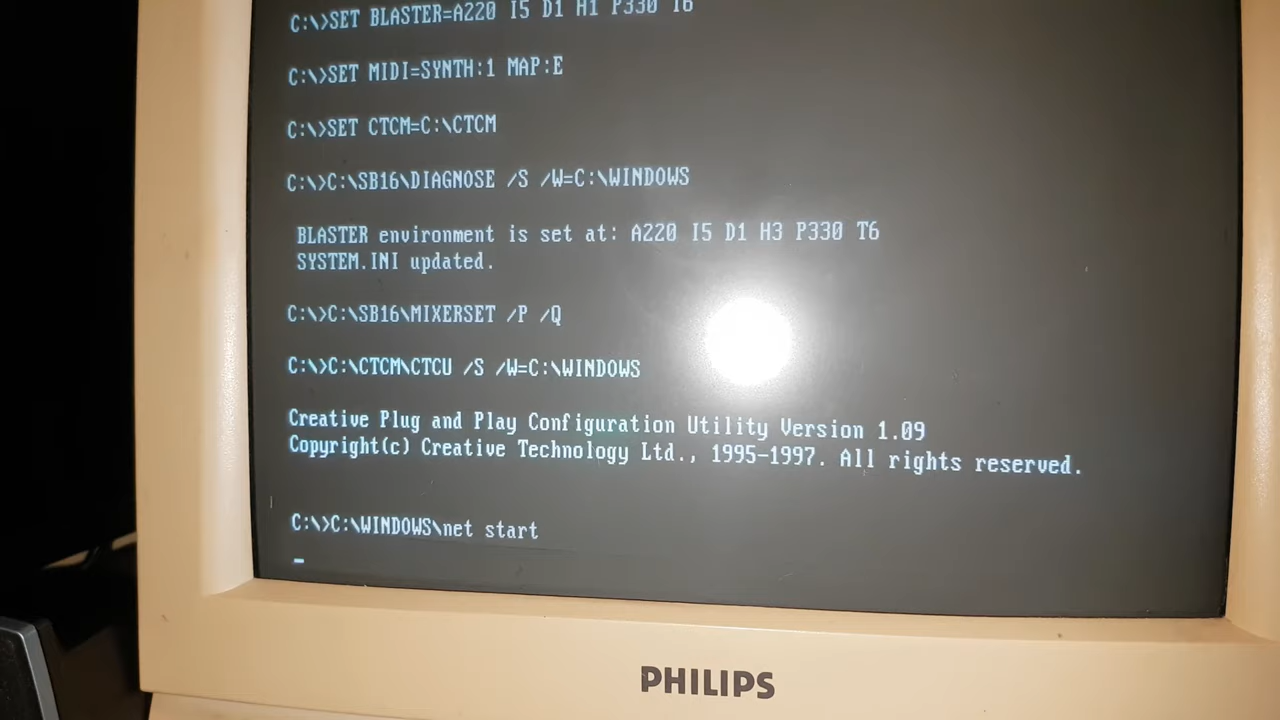 C:\>SET BLASTER=A220 I5 D1 H1 P330 T6
C:\>SET MIDI=SYNTH:1 MAP:E
C:\>SET CTCM=C:\CTCM
C:\>C:\SB16\DIAGNOSE /S /W=C:\WINDOWS
BLASTER environment is set at: A220 I5 D1 H3 P330 T6
SYSTEM.INI updated.
C:\>C:\SB16\MIXERSET /P /Q
C:\>C:\CTCM\CTCU /S /W=C:\WINDOWS
Creative Plug and Play Configuration Utility Version 1.09
Copyright(c) Creative Technology Ltd., 1995-1997. All rights reserved.
C:\>C:\WINDOWS\net start
PHILIPS